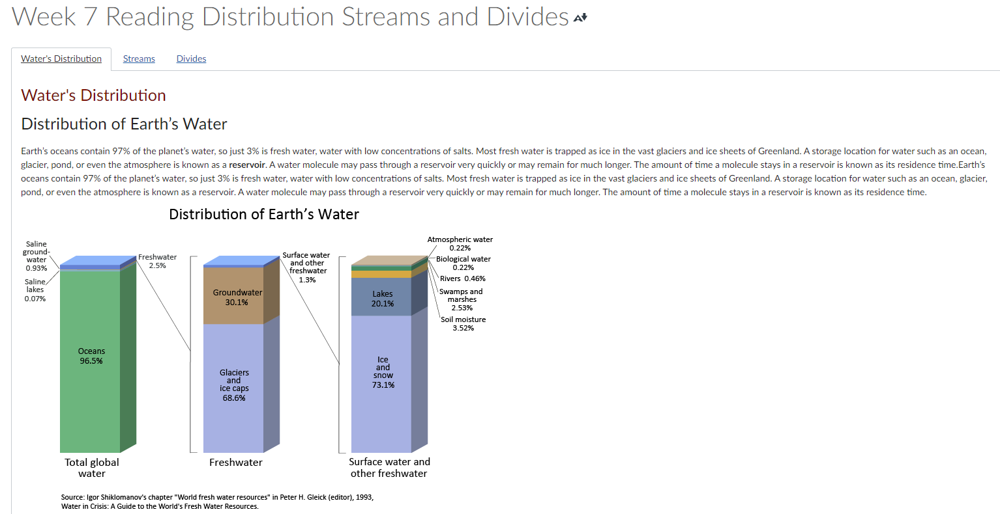 Week 7 Reading Distribution Streams and Divides
Water's Distribution
Streams
Divides
Water's Distribution
Distribution of Earth’s Water
Earth’s oceans contain 97% of the planet’s water, so just 3% is fresh water, water with low concentrations of salts. Most fresh water is trapped as ice in the vast glaciers and ice sheets of Greenland. A storage location for water such as an ocean,
glacier, pond, or even the atmosphere is known as a reservoir. A water molecule may pass through a reservoir very quickly or may remain for much longer. The amount of time a molecule stays in a reservoir is known as its residence time.Earth’s
oceans contain 97% of the planet’s water, so just 3% is fresh water, water with low concentrations of salts. Most fresh water is trapped as ice in the vast glaciers and ice sheets of Greenland. A storage location for water such as an ocean, glacier,
pond, or even the atmosphere is known as a reservoir. A water molecule may pass through a reservoir very quickly or may remain for much longer. The amount of time a molecule stays in a reservoir is known as its residence time.
Distribution of Earth’s Water
Saline
ground-
water
0.93%
Saline
lakes
0.07%
Oceans
96.5%
Total global
water
Freshwater
2.5%
Groundwater
30.1%
Glaciers
and
ice caps
68.6%
Freshwater
Surface water
and other
freshwater
1.3%
Lakes
20.1%
Ice
and
snow
73.1%
Surface water and
other freshwater
Atmospheric water
0.22%
Biological water
0.22%
Rivers 0.46%
Swamps and
marshes
2.53%
Soil moisture
3.52%
Source: Igor Shiklomanov's chapter "World fresh water resources" in Peter H. Gleick (editor), 1993,
Water in Crisis: A Guide to the World's Fresh Water Resources.